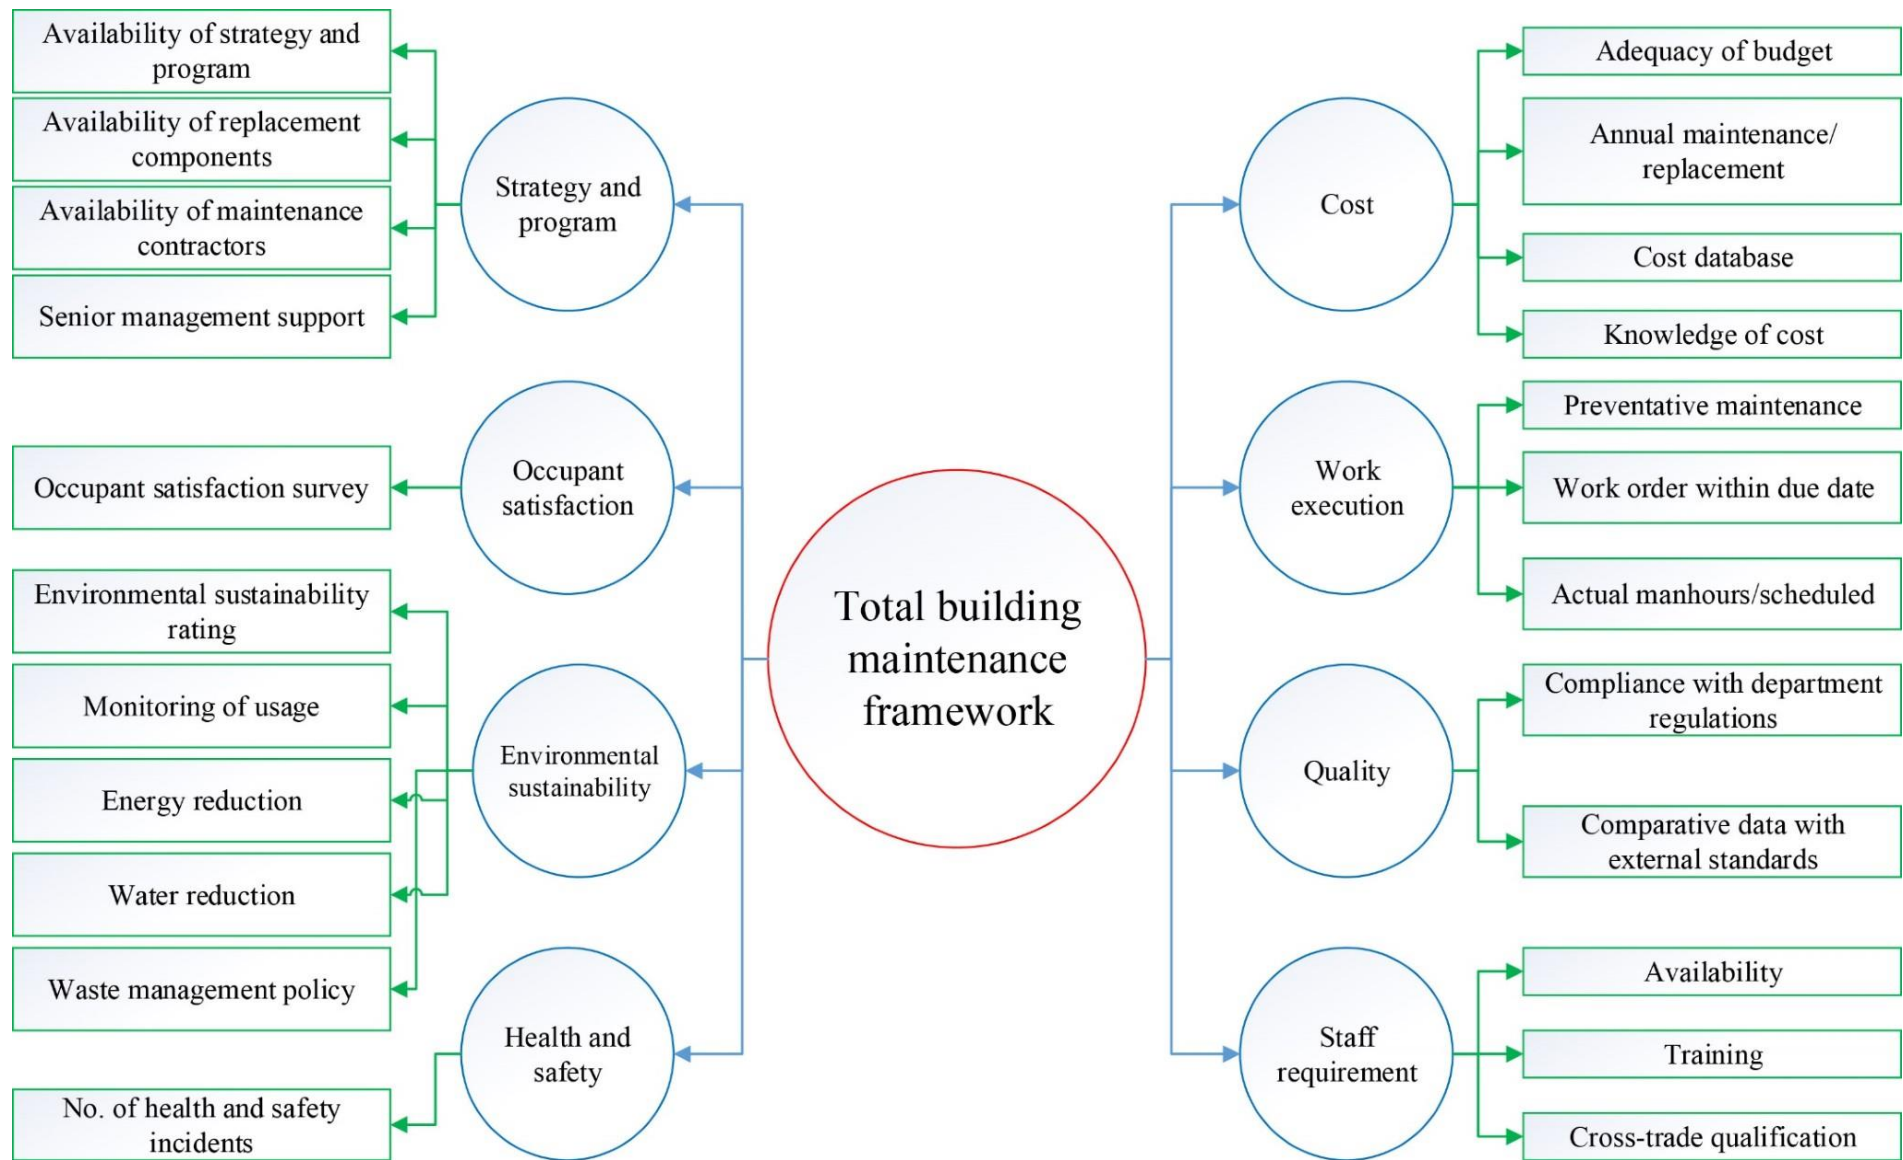 Availability of strategy and
program
Availability of replacement
components
Availability of maintenance
contractors
Senior management support
Strategy and
program
Occupant satisfaction survey
Occupant
satisfaction
Environmental sustainability
rating
Monitoring of usage
Energy reduction
Water reduction
Waste management policy
Environmental
sustainability
No. of health and safety
incidents
Health and
safety
Total building
maintenance
framework
Cost
Adequacy of budget
Annual maintenance/
replacement
Cost database
Knowledge of cost
Work
execution
Preventative maintenance
Work order within due date
Actual manhours/scheduled
Quality
Compliance with department
regulations
Comparative data with
external standards
Staff
requirement
Availability
Training
Cross-trade qualification